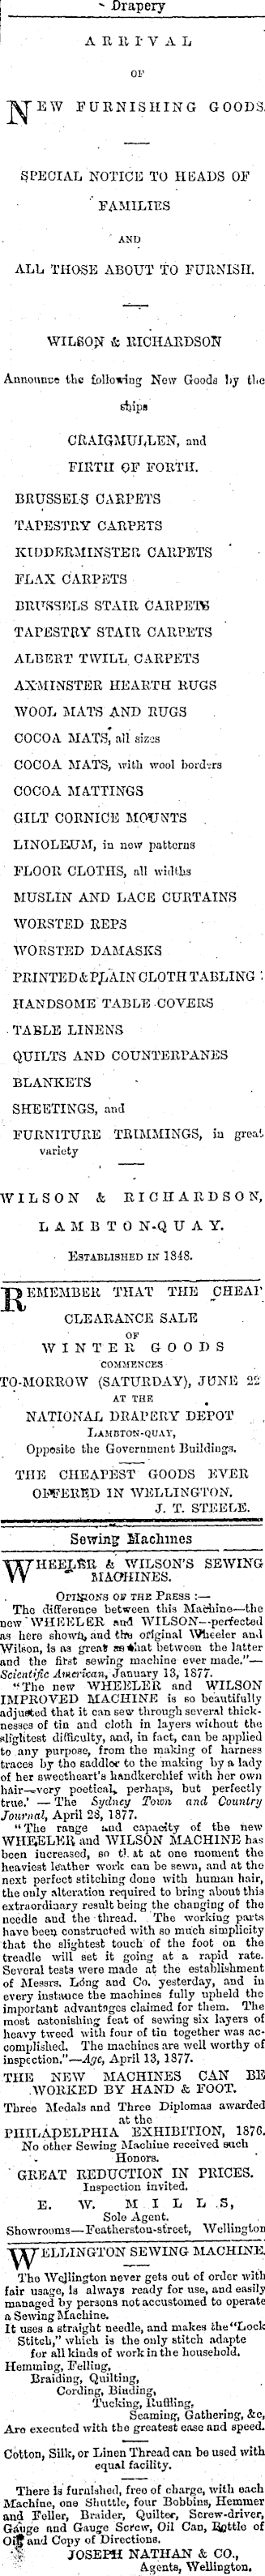 Drapery
ARRIVAL
OF
NEW FURNISHING GOODS.
SPECIAL NOTICE TO HEADS OF
FAMILIES
AND
ALL THOSE ABOUT TO FURNISH.
WILSON & RICHARDSON
Announce the following New Goods by the
ships
CRAIGMULLEN, and
FIRTH OF FORTH.
BRUSSELS CARPETS
TAPESTRY CARPETS
KIDDERMINSTER CARPETS
FLAX CARPETS
BRUSSELS STAIR CARPETS
TAPESTRY STAIR CARPETS
ALBERT TWILL CARPETS
AXMINSTER HEARTH RUGS
WOOL MATS AND RUGS
COCOA MATS, all sizes
COCOA MATS, with wool borders
COCOA MATTINGS
GILT CORNICE MOUNTS
LINOLEUM, in new patterns
FLOOR CLOTHS, all widths
MUSLIN AND LACE CURTAINS
WORSTED REPS
WORSTED DAMASKS
PRINTED & PLAIN CLOTH TABLING
HANDSOME TABLE COVERS
TABLE LINENS
QUILTS AND COUNTERPANES
BLANKETS
SHEETINGS, and
FURNITURE TRIMMINGS, in great
variety
WILSON & RICHARDSON,
LAMBTON-QUAY.
ESTABLISHED IN 1848.
REMEMBER THAT THE CHEAP
CLEARANCE SALE
OF
WINTER GOODS
COMMENCES
TO-MORROW (SATURDAY), JUNE 22
AT THE
NATIONAL DRAPERY DEPOT
LAMBTON-QUAY,
Opposite the Government Buildings.
THE CHEAPEST GOODS EVER
OFFERED IN WELLINGTON.
J. T. STEELE.
Sewing Machines
WHEELER & WILSON'S SEWING
MACHINES.
OPINIONS OF THE PRESS :—
The difference between this Machine—the
new WHEELER and WILSON—perfected
as here shown, and the original Wheeler and
Wilson, is as great as that between the latter
and the first sewing machine ever made."—
Scientific American, January 13, 1877.
"The new WHEELER and WILSON
IMPROVED MACHINE is so beautifully
adjusted that it can sew through several thick-
nesses of tin and cloth in layers without the
slightest difficulty, and, in fact, can be applied
to any purpose, from the making of harness
traces by the saddler to the making by a lady
of her sweetheart's handkerchief with her own
hair—very poetical, perhaps, but perfectly
true.' — The Sydney Town and Country
Journal, April 28, 1877.
"The range and capacity of the new
WHEELER and WILSON MACHINE has
been increased, so that at one moment the
heaviest leather work can be sewn, and at the
next perfect stitching done with human hair,
the only alteration required to bring about this
extraordinary result being the changing of the
needle and the thread. The working parts
have been constructed with so much simplicity
that the slightest touch of the foot on the
treadle will set it going at a rapid rate.
Several tests were made at the establishment
of Messrs. Long and Co. yesterday, and in
every instance the machines fully upheld the
important advantages claimed for them. The
most astonishing feat of sewing six layers of
heavy tweed with four of tin together was ac-
complished. The machines are well worthy of
inspection."—Age, April 13, 1877.
THE NEW MACHINES CAN BE
WORKED BY HAND & FOOT.
Three Medals and Three Diplomas awarded
at the
PHILADELPHIA EXHIBITION, 1876.
No other Sewing Machine received such
Honors.
GREAT REDUCTION IN PRICES.
Inspection invited.
E. W. MILLS,
Sole Agent.
Showrooms—Featherston-street, Wellington
WELLINGTON SEWING MACHINE.
The Wellington never gets out of order with
fair usage, is always ready for use, and easily
managed by persons not accustomed to operate
a Sewing Machine.
It uses a straight needle, and makes the "Lock
Stitch," which is the only stitch adapte
for all kinds of work in the household.
Hemming, Felling,
Braiding, Quilting,
Cording, Binding,
Tucking, Ruffling,
Seaming, Gathering, &c,
Are executed with the greatest ease and speed.
Cotton, Silk, or Linen Thread can be used with
equal facility.
There is furnished, free of charge, with each
Machine, one Shuttle, four Bobbins, Hemmer
and Feller, Braider, Quilter, Screw-driver,
Gauge and Gauge Screw, Oil Can, Bottle of
Oil and Copy of Directions.
JOSEPH NATHAN & CO.,
Agents, Wellington.